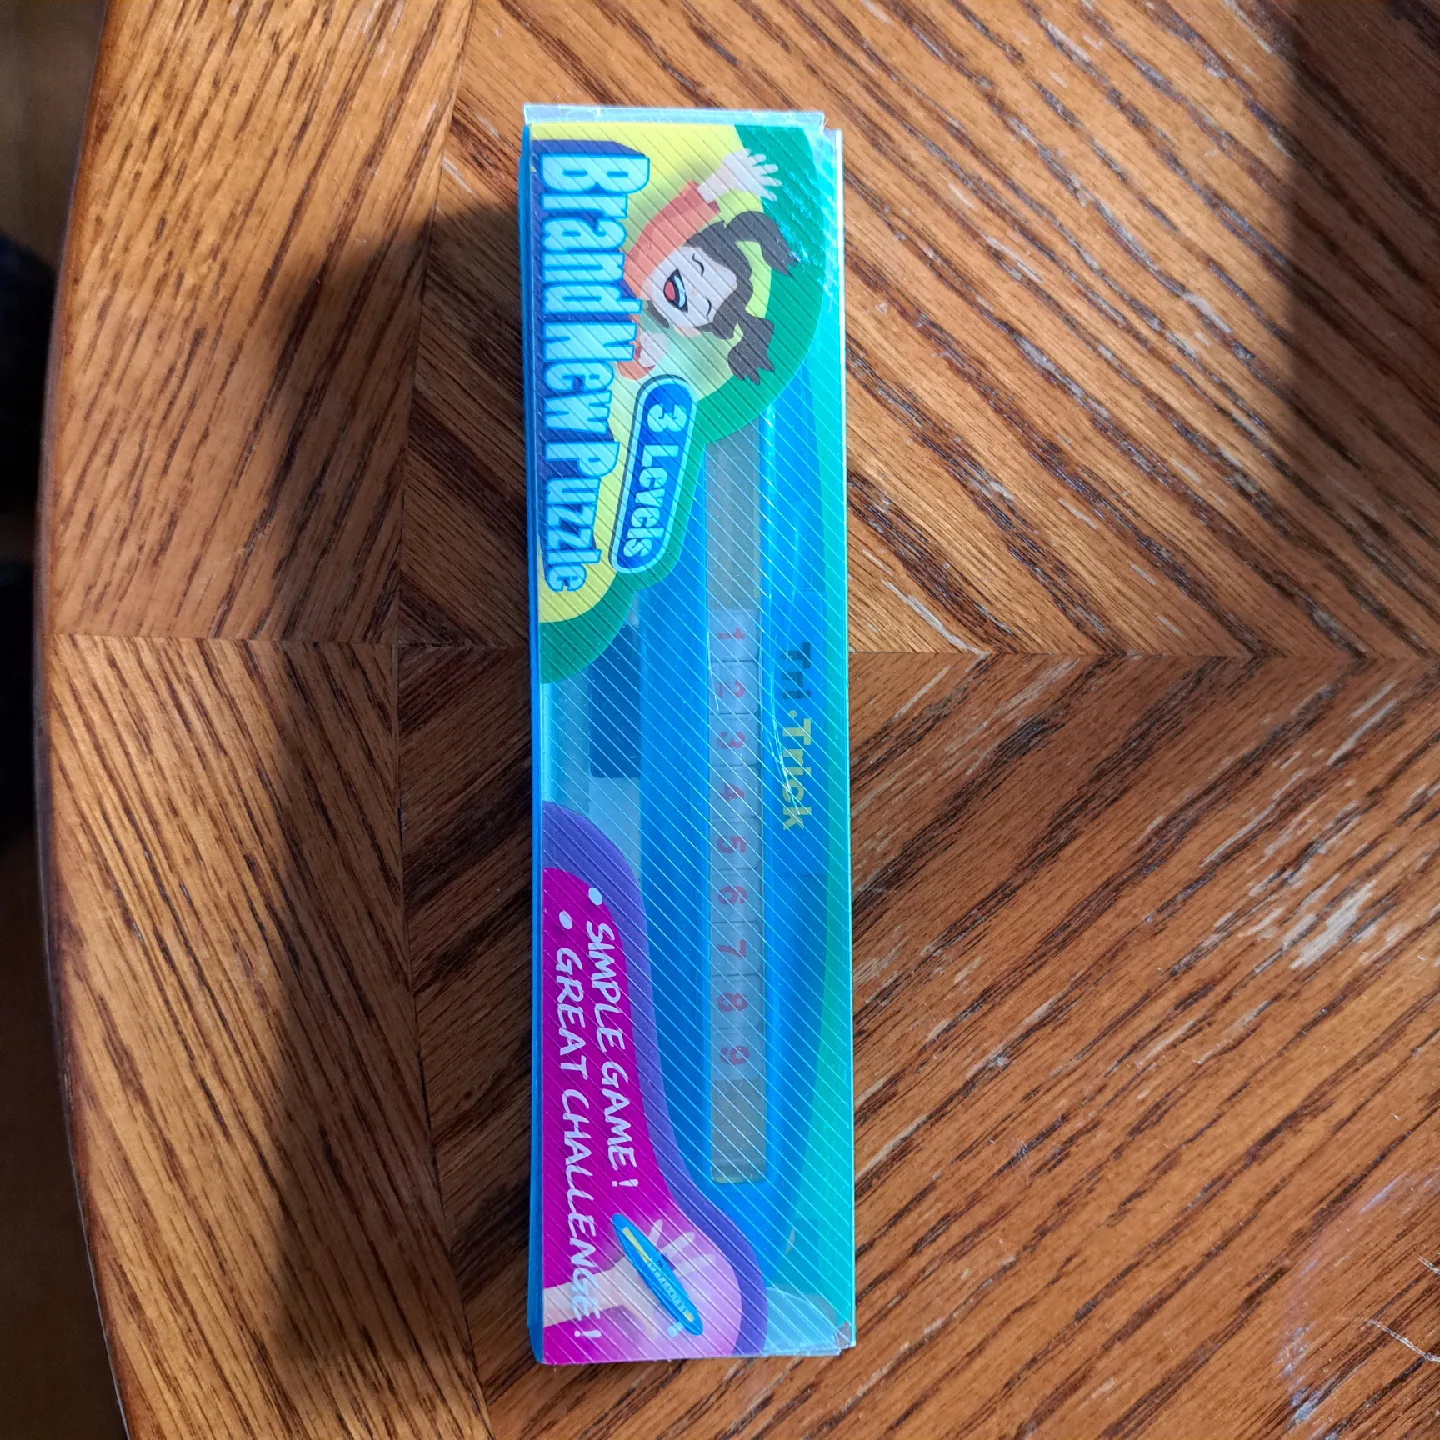 Brand New Puzzle
3 Levels
Tri·Trick
1 2 3 4 5 6 7 8 9
• SIMPLE GAME!
• GREAT CHALLENGE!